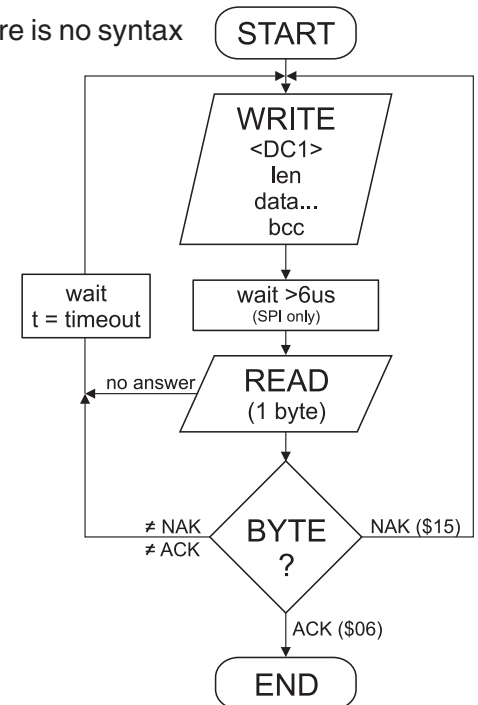 re is no syntax
START
WRITE
<DC1>
len
data...
bcc
wait
t = timeout
wait >6us
(SPI only)
no answer
READ
(1 byte)
≠ NAK
≠ ACK
BYTE
?
NAK ($15)
ACK ($06)
END